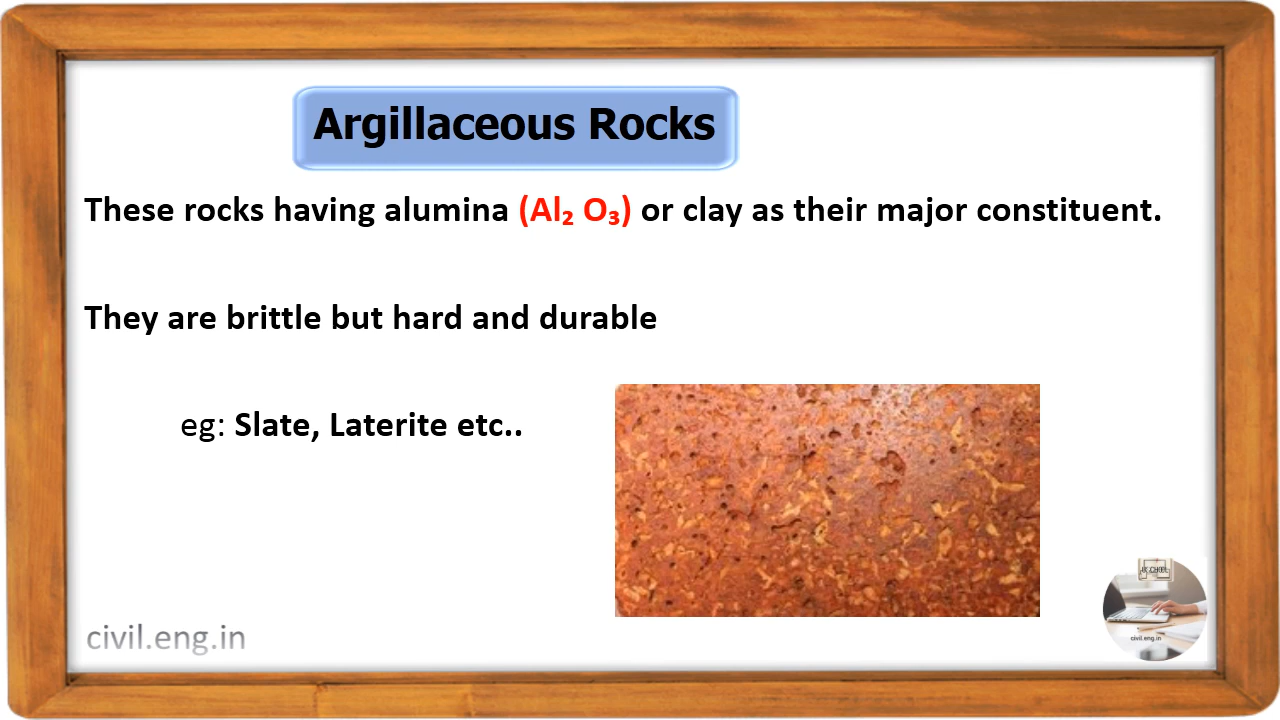 Argillaceous Rocks
These rocks having alumina (Al₂ O₃) or clay as their major constituent.
They are brittle but hard and durable
eg: Slate, Laterite etc..
civil.eng.in
civil.eng.in